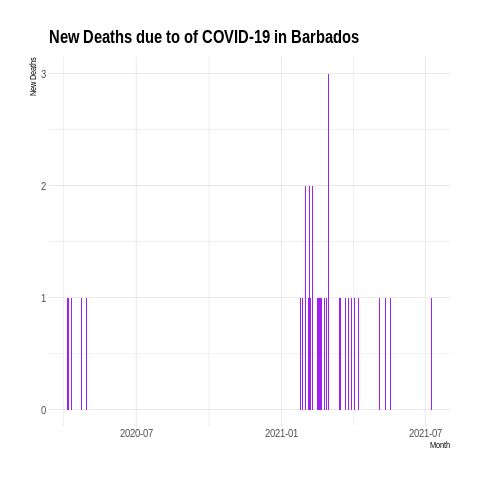 New Deaths due to of COVID-19 in Barbados
New Deaths
3
2
1
0
2020-07
2021-01
2021-07
Month